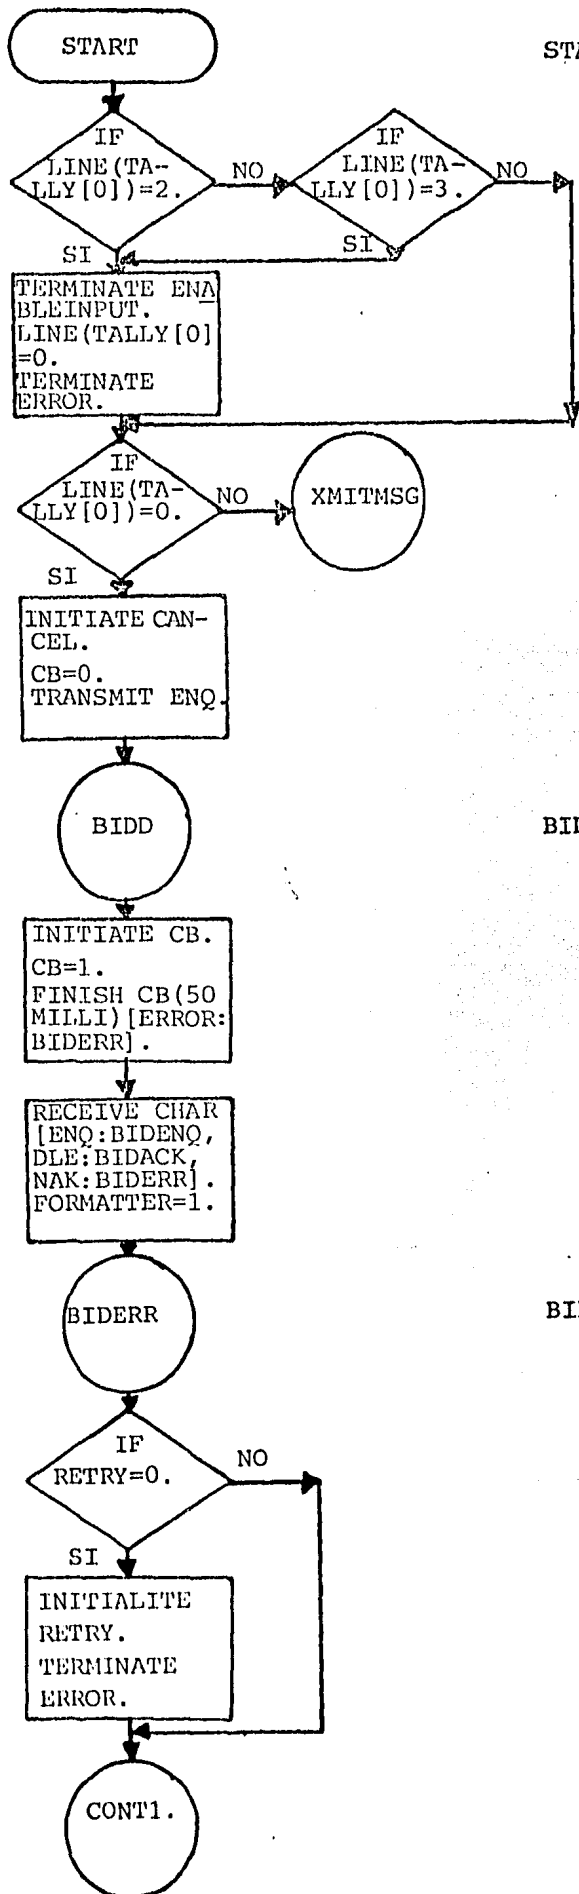 START
STA
IF
LINE(TA-
LLY[0])=2.
NO
IF
LINE(TA-
LLY[0])=3.
NO
SI
SI
TERMINATE ENA
BLEINPUT.
LINE(TALLY[0]
=0.
TERMINATE
ERROR.
IF
LINE(TA-
LLY[0])=0.
NO
XMITMSG
SI
INITIATE CAN-
CEL.
CB=0.
TRANSMIT ENQ.
BIDD
BID
INITIATE CB.
CB=1.
FINISH CB(50
MILLI)[ERROR:
BIDERR].
RECEIVE CHAR
[ENQ:BIDENQ,
DLE:BIDACK,
NAK:BIDERR].
FORMATTER=1.
BIDERR
BI
IF
RETRY=0.
NO
SI
INITIALITE
RETRY.
TERMINATE
ERROR.
CONT1.